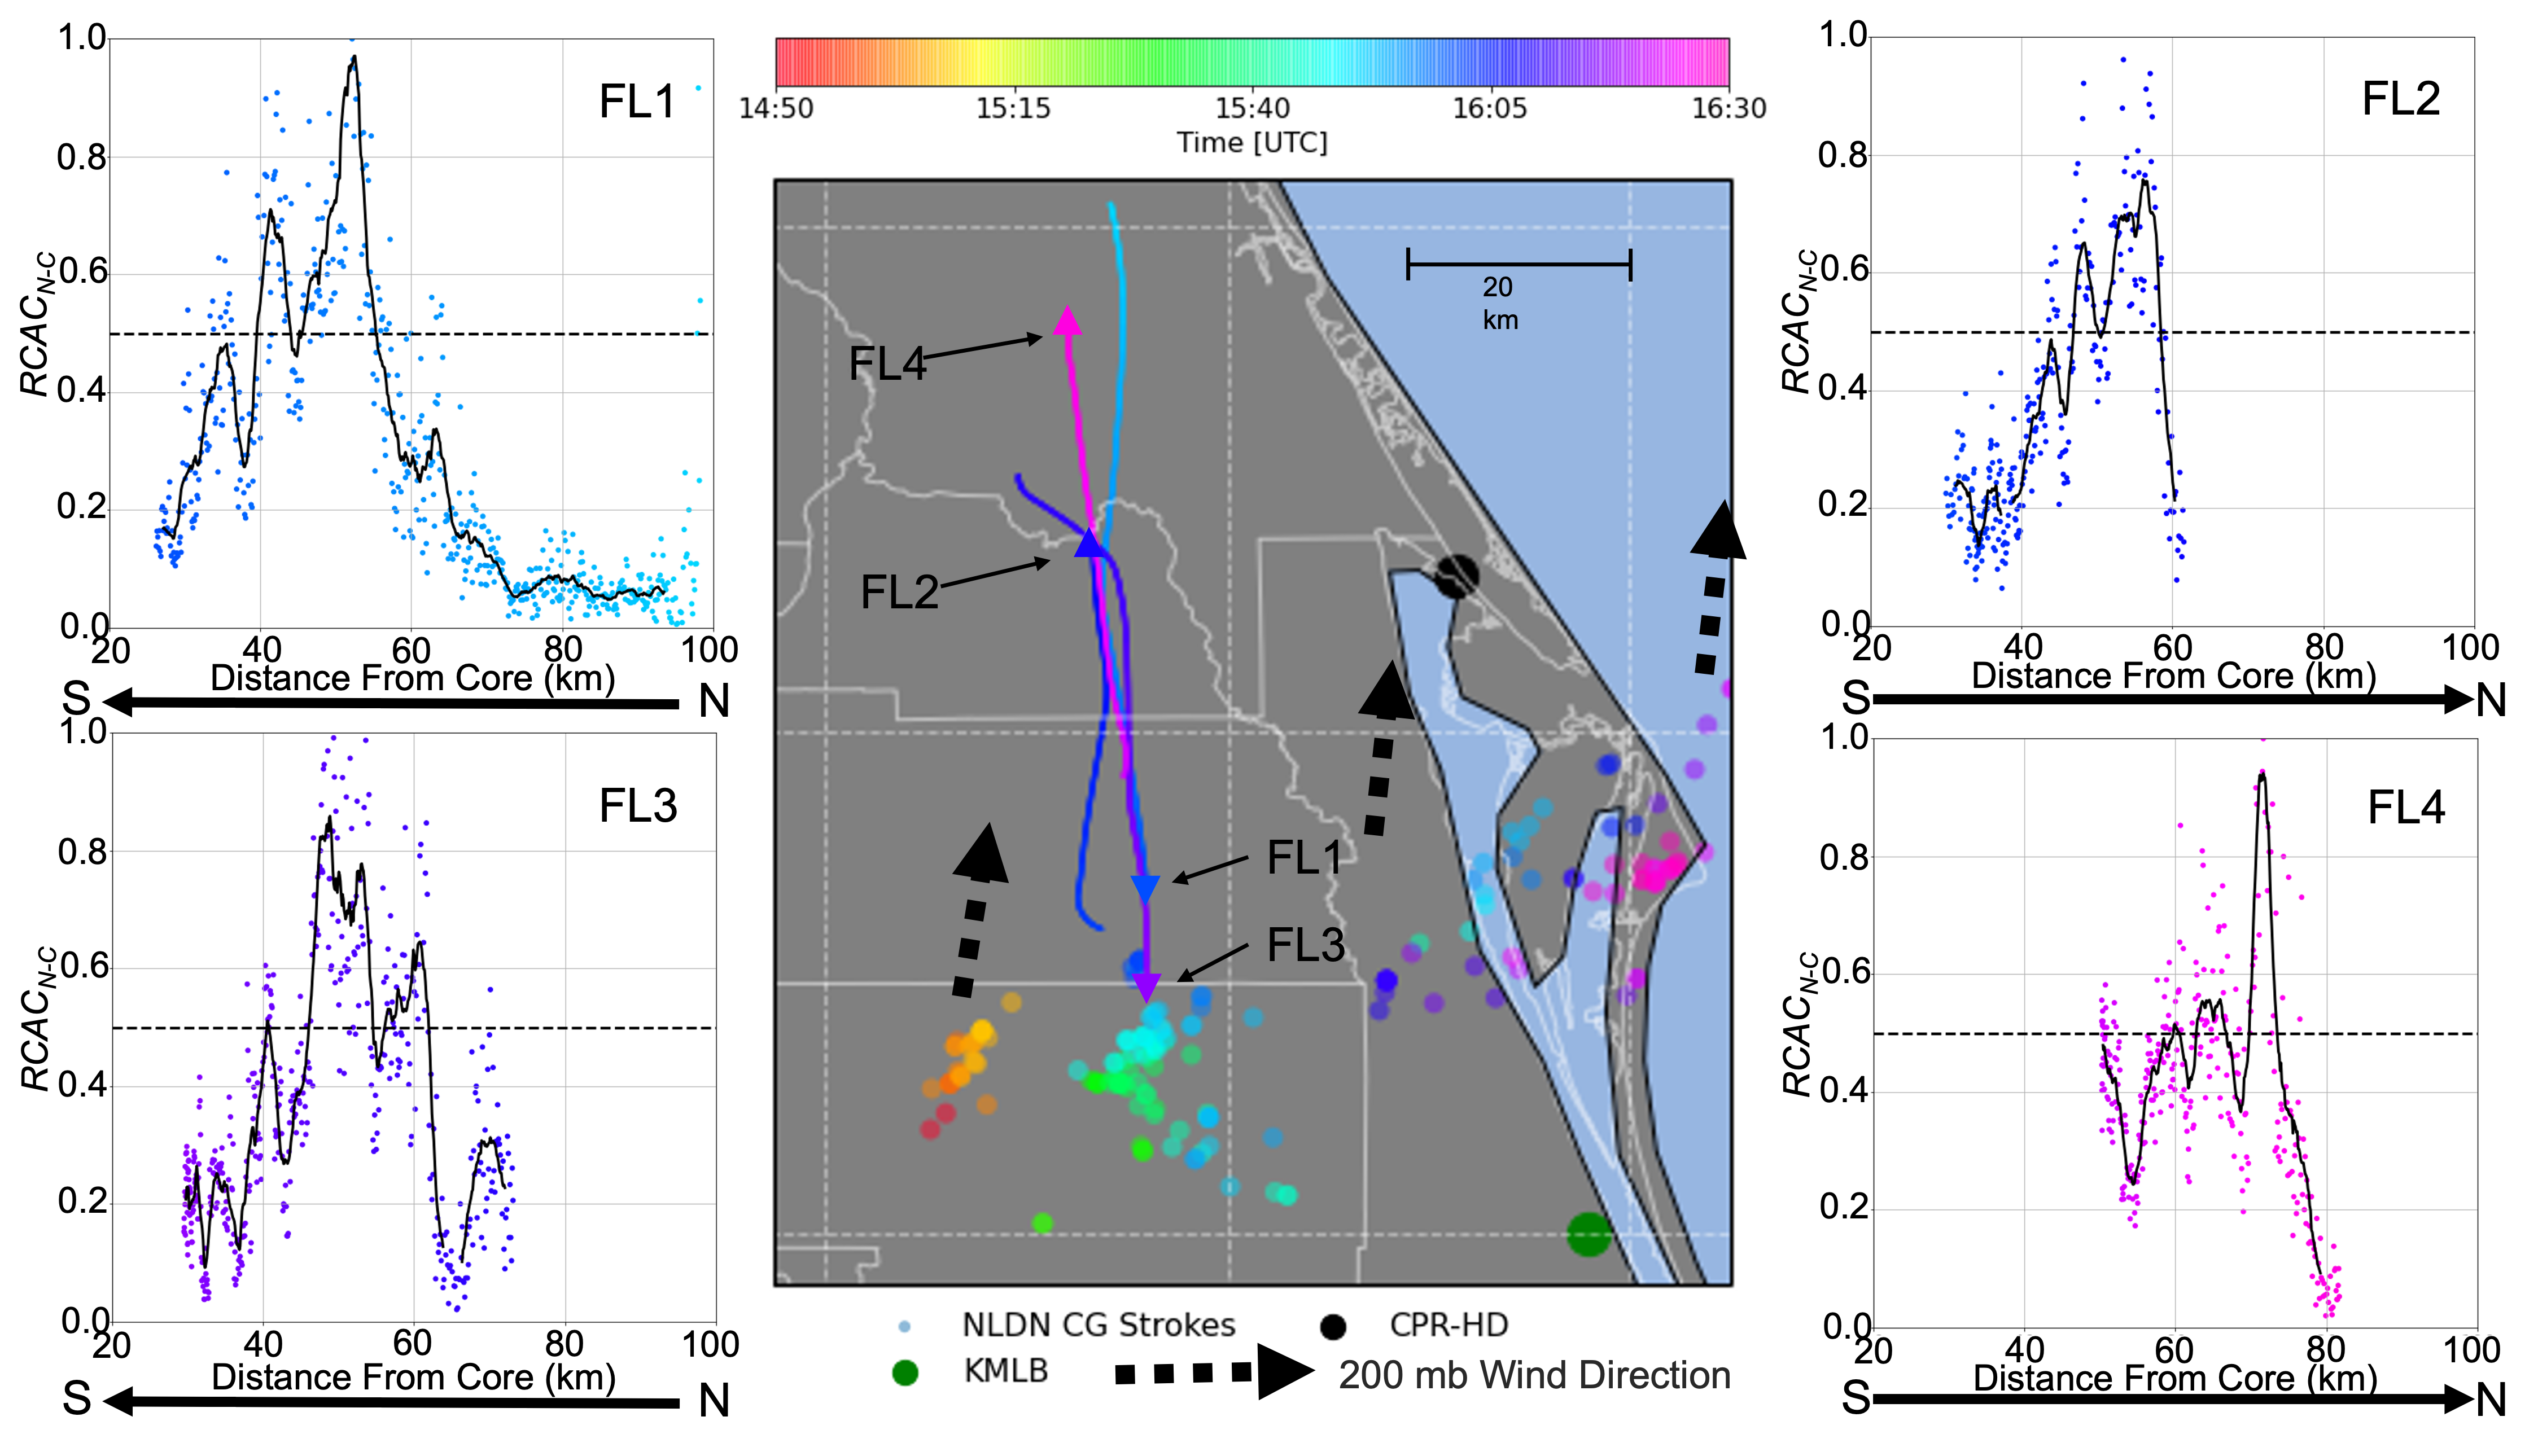 1.0
0.8
0.6
0.4
0.2
0.0
RCAC_N-C
FL1
20 40 60 80 100
Distance From Core (km)
S N
14:50 15:15 15:40 16:05 16:30
Time [UTC]
1.0
0.8
0.6
0.4
0.2
0.0
RCAC_N-C
FL2
20 40 60 80 100
Distance From Core (km)
S N
20
km
FL4
FL2
FL1
FL3
1.0
0.8
0.6
0.4
0.2
0.0
RCAC_N-C
FL3
20 40 60 80 100
Distance From Core (km)
S N
1.0
0.8
0.6
0.4
0.2
0.0
RCAC_N-C
FL4
20 40 60 80 100
Distance From Core (km)
S N
NLDN CG Strokes CPR-HD
KMLB 200 mb Wind Direction